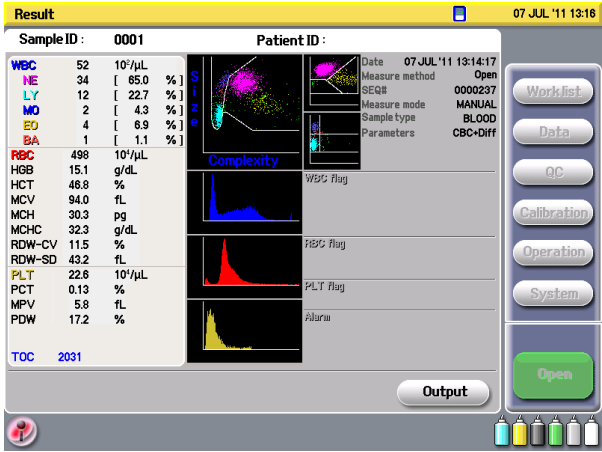 Result 07 JUL '11 13:16
Sample ID : 0001 Patient ID :
WBC 52 10²/µL
NE 34 [ 65.0 % ]
LY 12 [ 22.7 % ]
MO 2 [ 4.3 % ]
EO 4 [ 6.9 % ]
BA 1 [ 1.1 % ]
RBC 498 10⁴/µL
HGB 15.1 g/dL
HCT 46.8 %
MCV 94.0 fL
MCH 30.3 pg
MCHC 32.3 g/dL
RDW-CV 11.5 %
RDW-SD 43.2 fL
PLT 22.6 10⁴/µL
PCT 0.13 %
MPV 5.8 fL
PDW 17.2 %
TOC 2031
Size
Complexity
Date 07 JUL '11 13:14:17
Measure method Open
SEQ# 0000237
Measure mode MANUAL
Sample type BLOOD
Parameters CBC+Diff
WBC flag
RBC flag
PLT flag
Alarm
Output
Work list
Data
QC
Calibration
Operation
System
Open